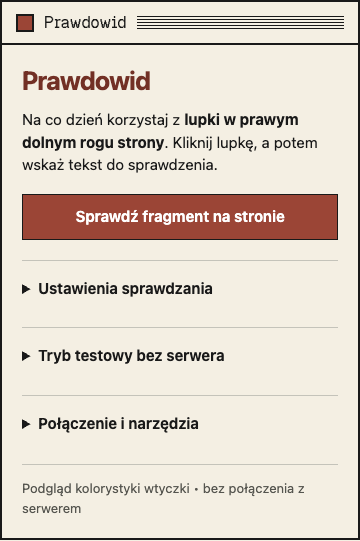 Prawdowid
Prawdowid
Na co dzień korzystaj z lupki w prawym
dolnym rogu strony. Kliknij lupkę, a potem
wskaż tekst do sprawdzenia.
Sprawdź fragment na stronie
Ustawienia sprawdzania
Tryb testowy bez serwera
Połączenie i narzędzia
Podgląd kolorystyki wtyczki • bez połączenia z
serwerem